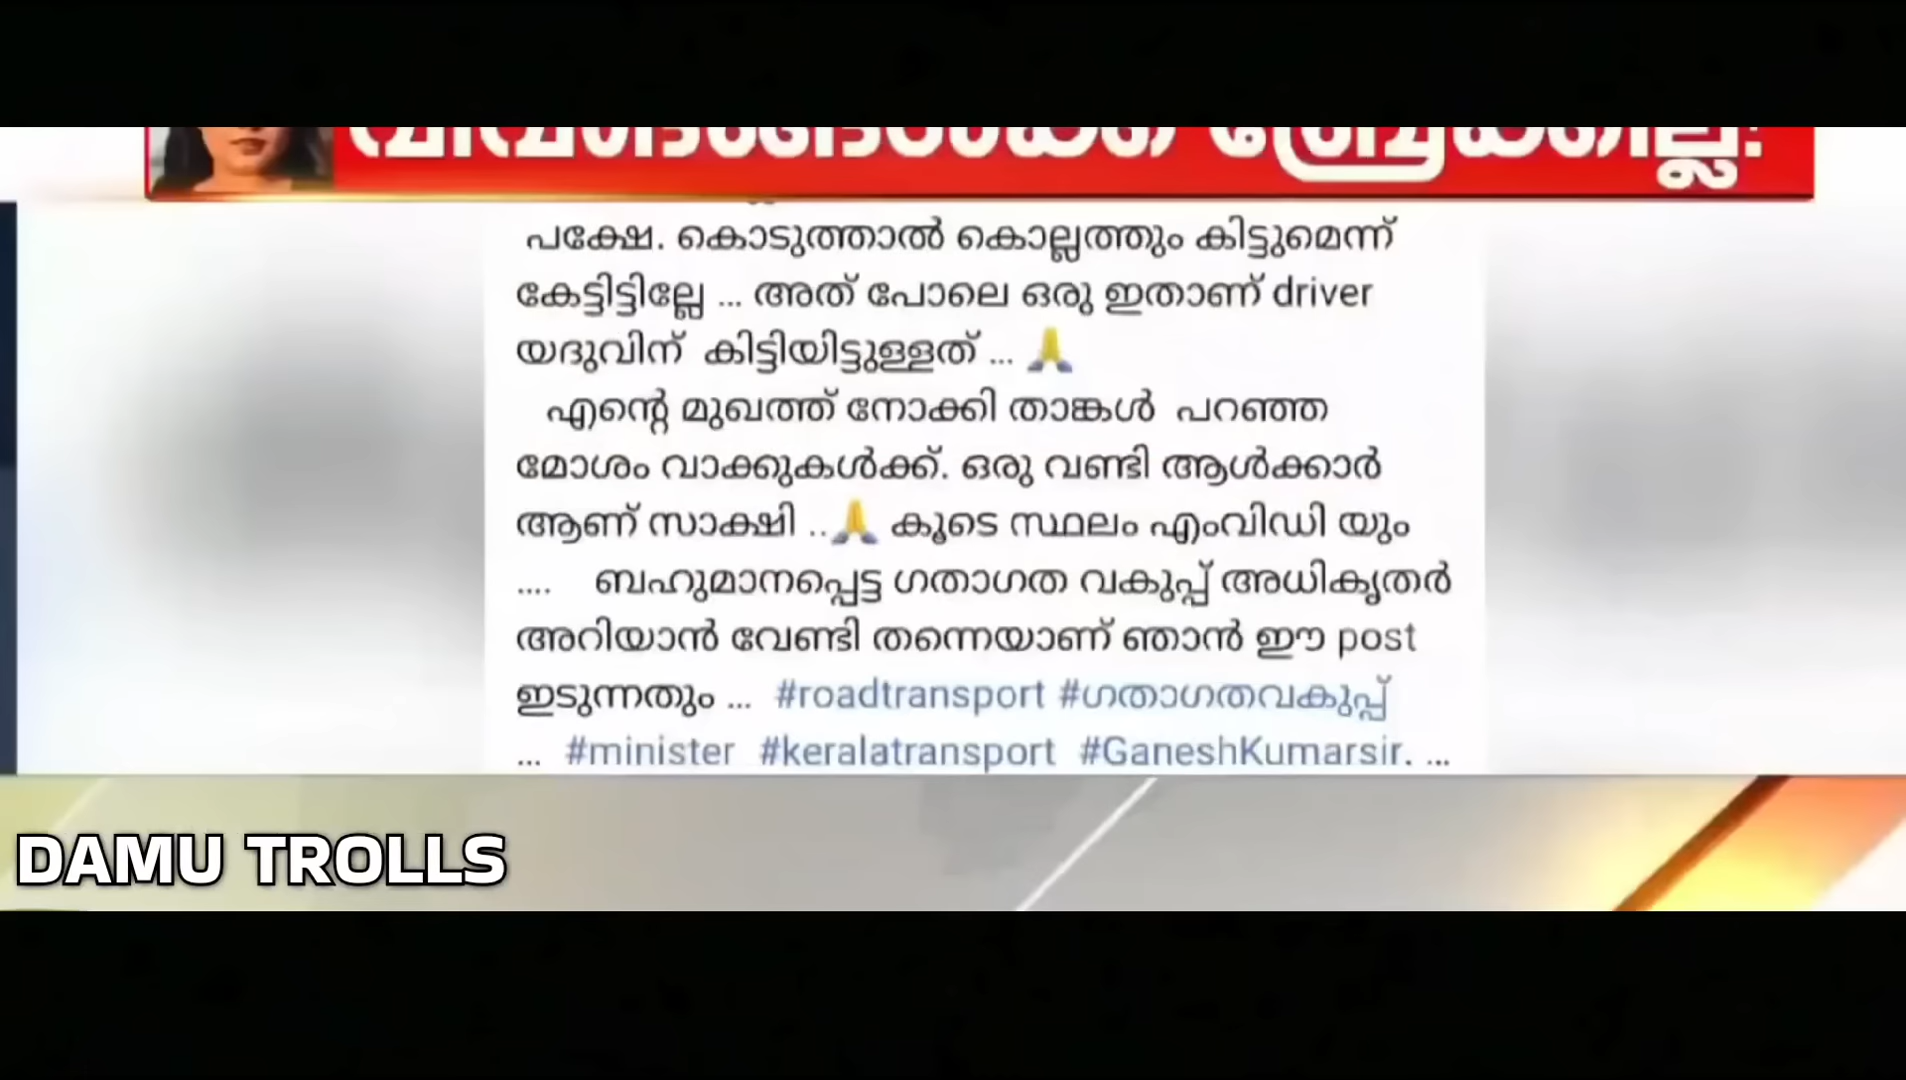 വിവാദങ്ങൾക്ക് ബ്രേക്കില്ല!
പക്ഷേ. കൊടുത്താൽ കൊല്ലത്തും കിട്ടുമെന്ന്
കേട്ടിട്ടില്ലേ ... അത് പോലെ ഒരു ഇതാണ് driver
യദുവിന് കിട്ടിയിട്ടുള്ളത് ... 🙏
എന്റെ മുഖത്ത് നോക്കി താങ്കൾ പറഞ്ഞ
മോശം വാക്കുകൾക്ക്. ഒരു വണ്ടി ആൾക്കാർ
ആണ് സാക്ഷി ..🙏 കൂടെ സ്ഥലം എംവിഡി യും
.... ബഹുമാനപ്പെട്ട ഗതാഗത വകുപ്പ് അധികൃതർ
അറിയാൻ വേണ്ടി തന്നെയാണ് ഞാൻ ഈ post
ഇടുന്നതും ... #roadtransport #ഗതാഗതവകുപ്പ്
... #minister #keralatransport #GaneshKumarsir. ...
DAMU TROLLS